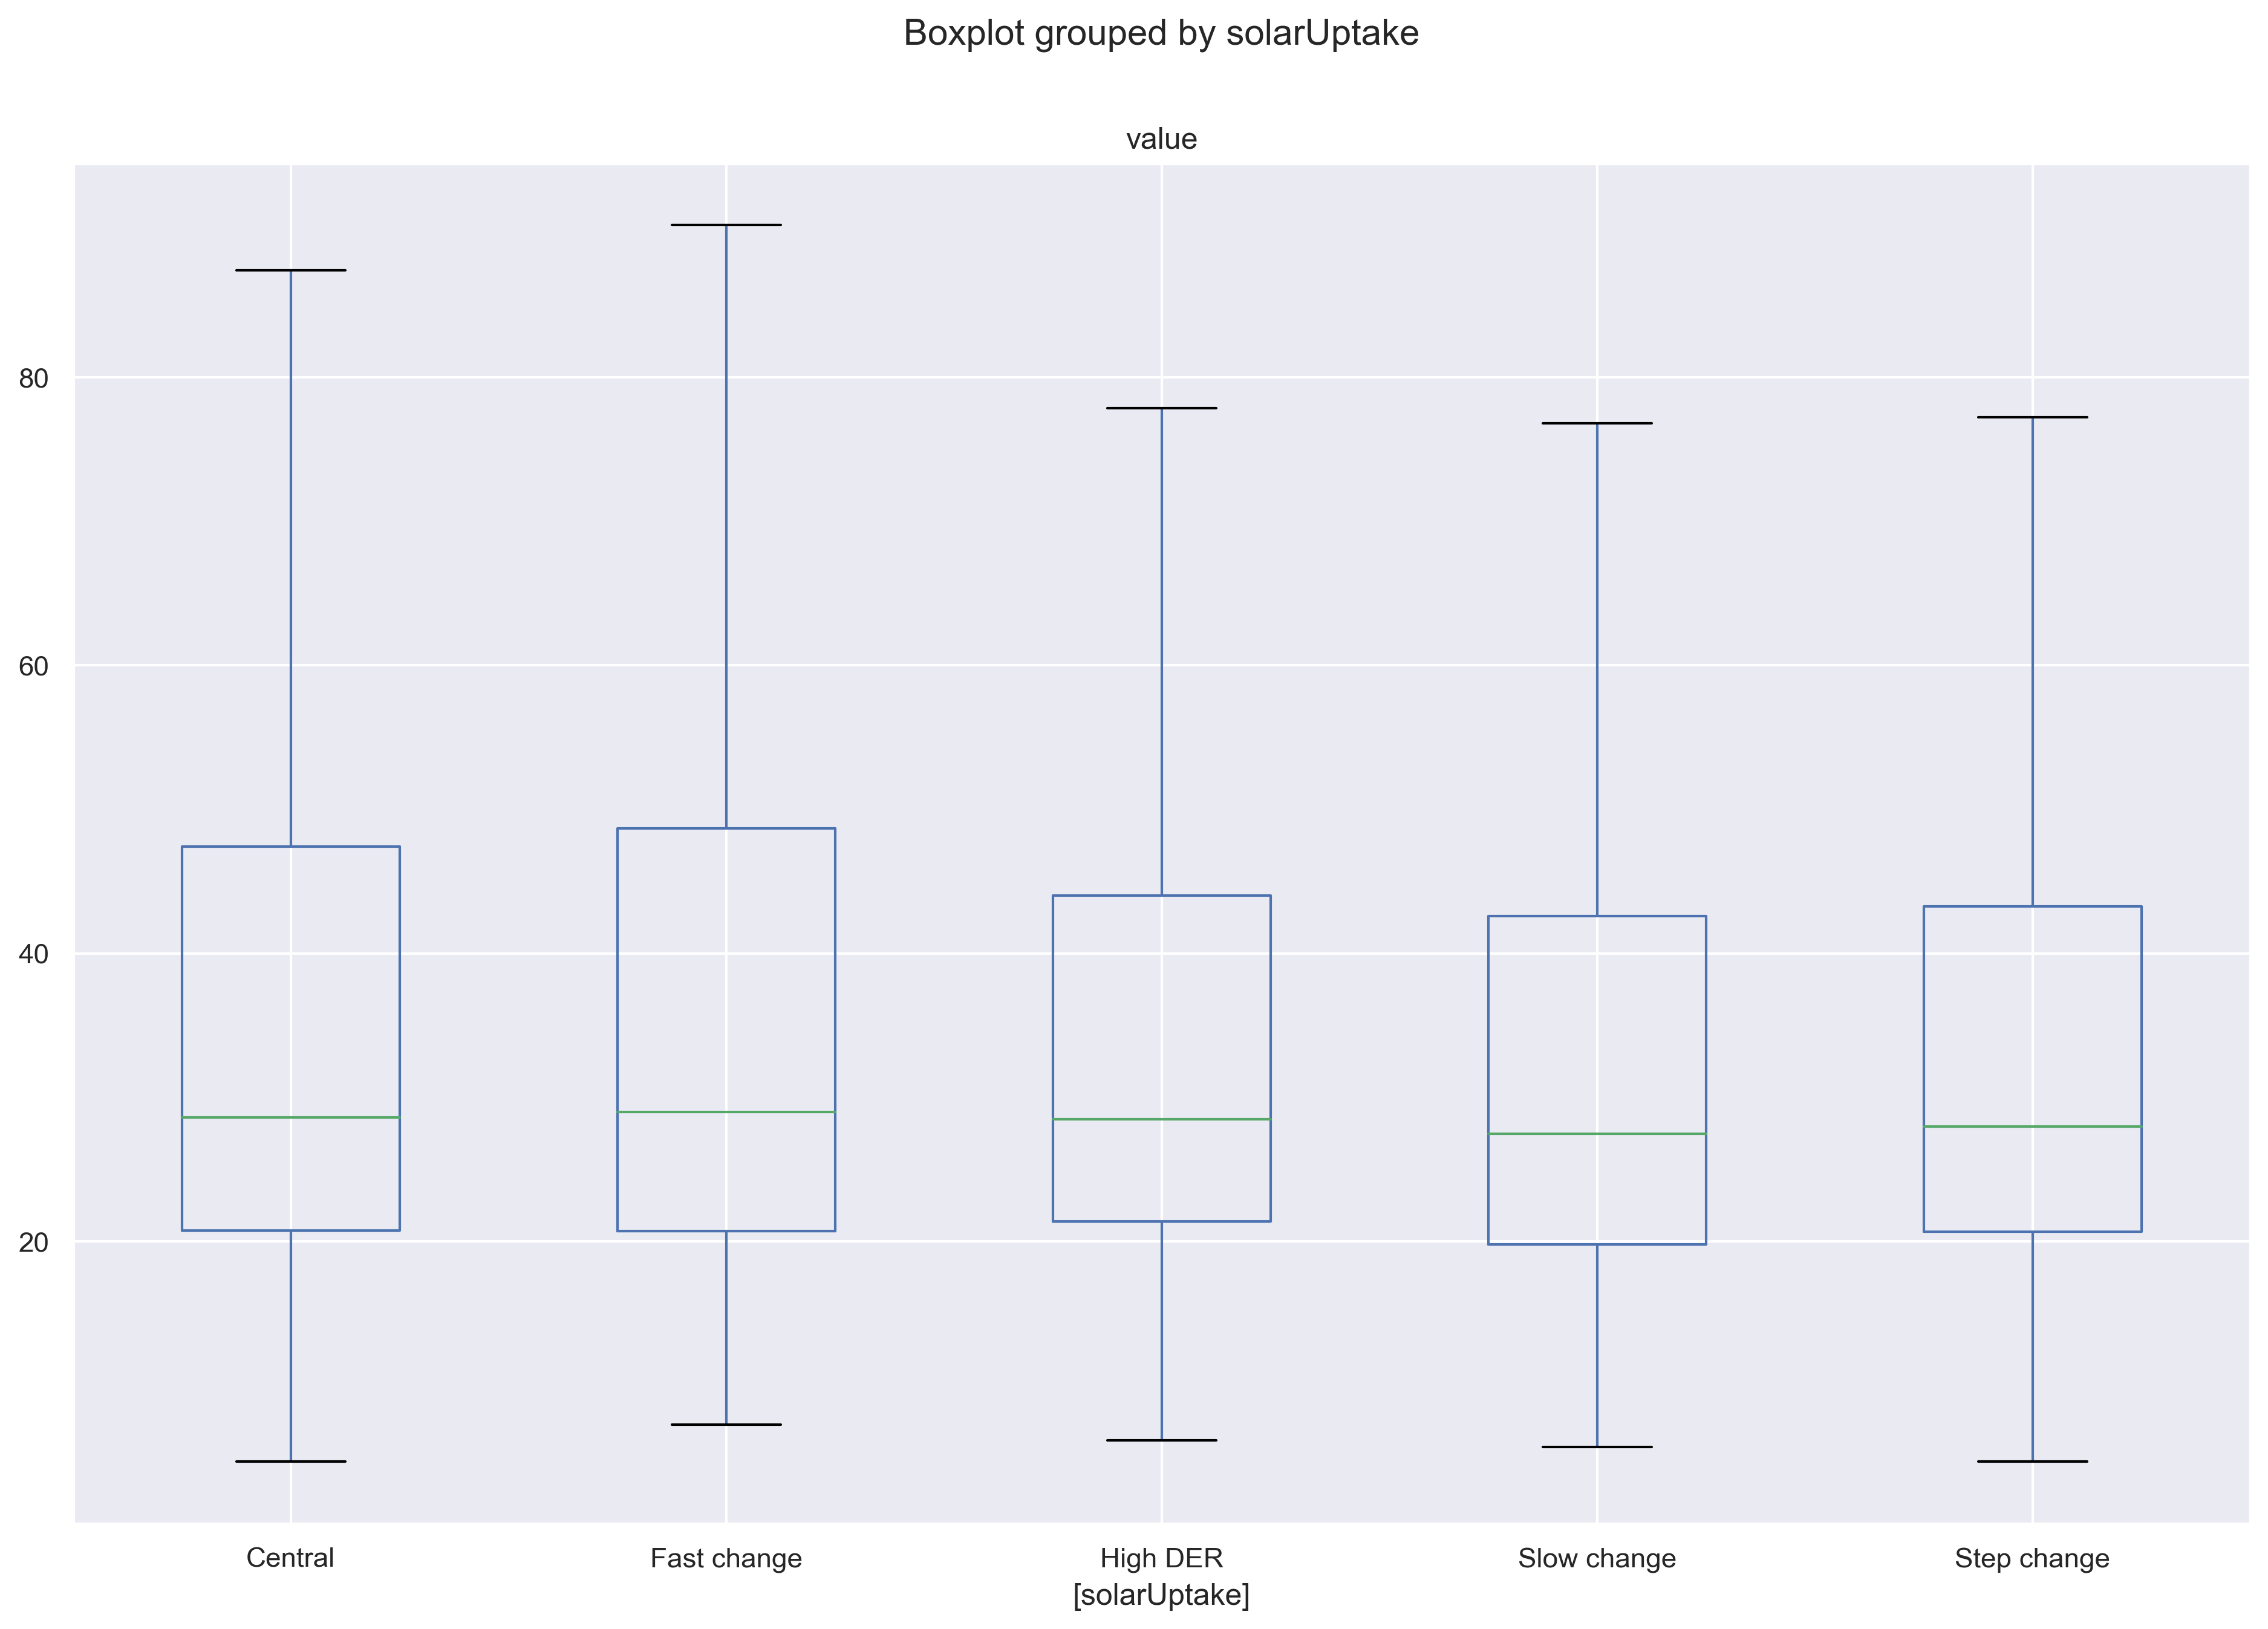 Boxplot grouped by solarUptake
value
80
60
40
20
Central Fast change High DER Slow change Step change
[solarUptake]